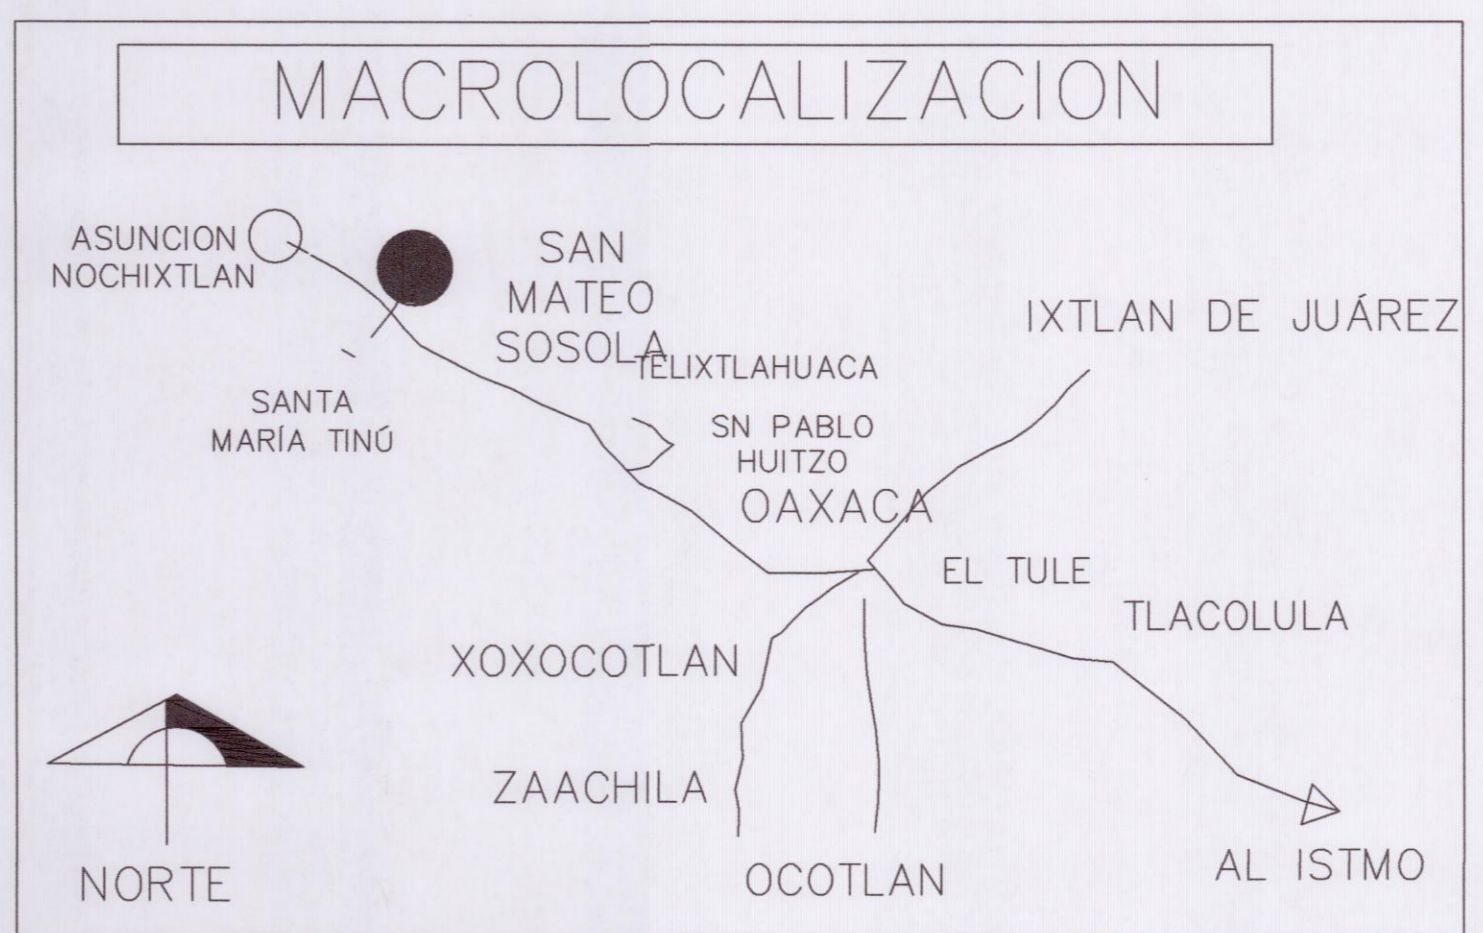 MACROLOCALIZACION
ASUNCION
NOCHIXTLAN
SAN
MATEO
SOSOLA
TELIXTLAHUACA
IXTLAN DE JUÁREZ
SANTA
MARÍA TINÚ
SN PABLO
HUITZO
OAXACA
EL TULE
TLACOLULA
XOXOCOTLAN
ZAACHILA
NORTE
OCOTLAN
AL ISTMO